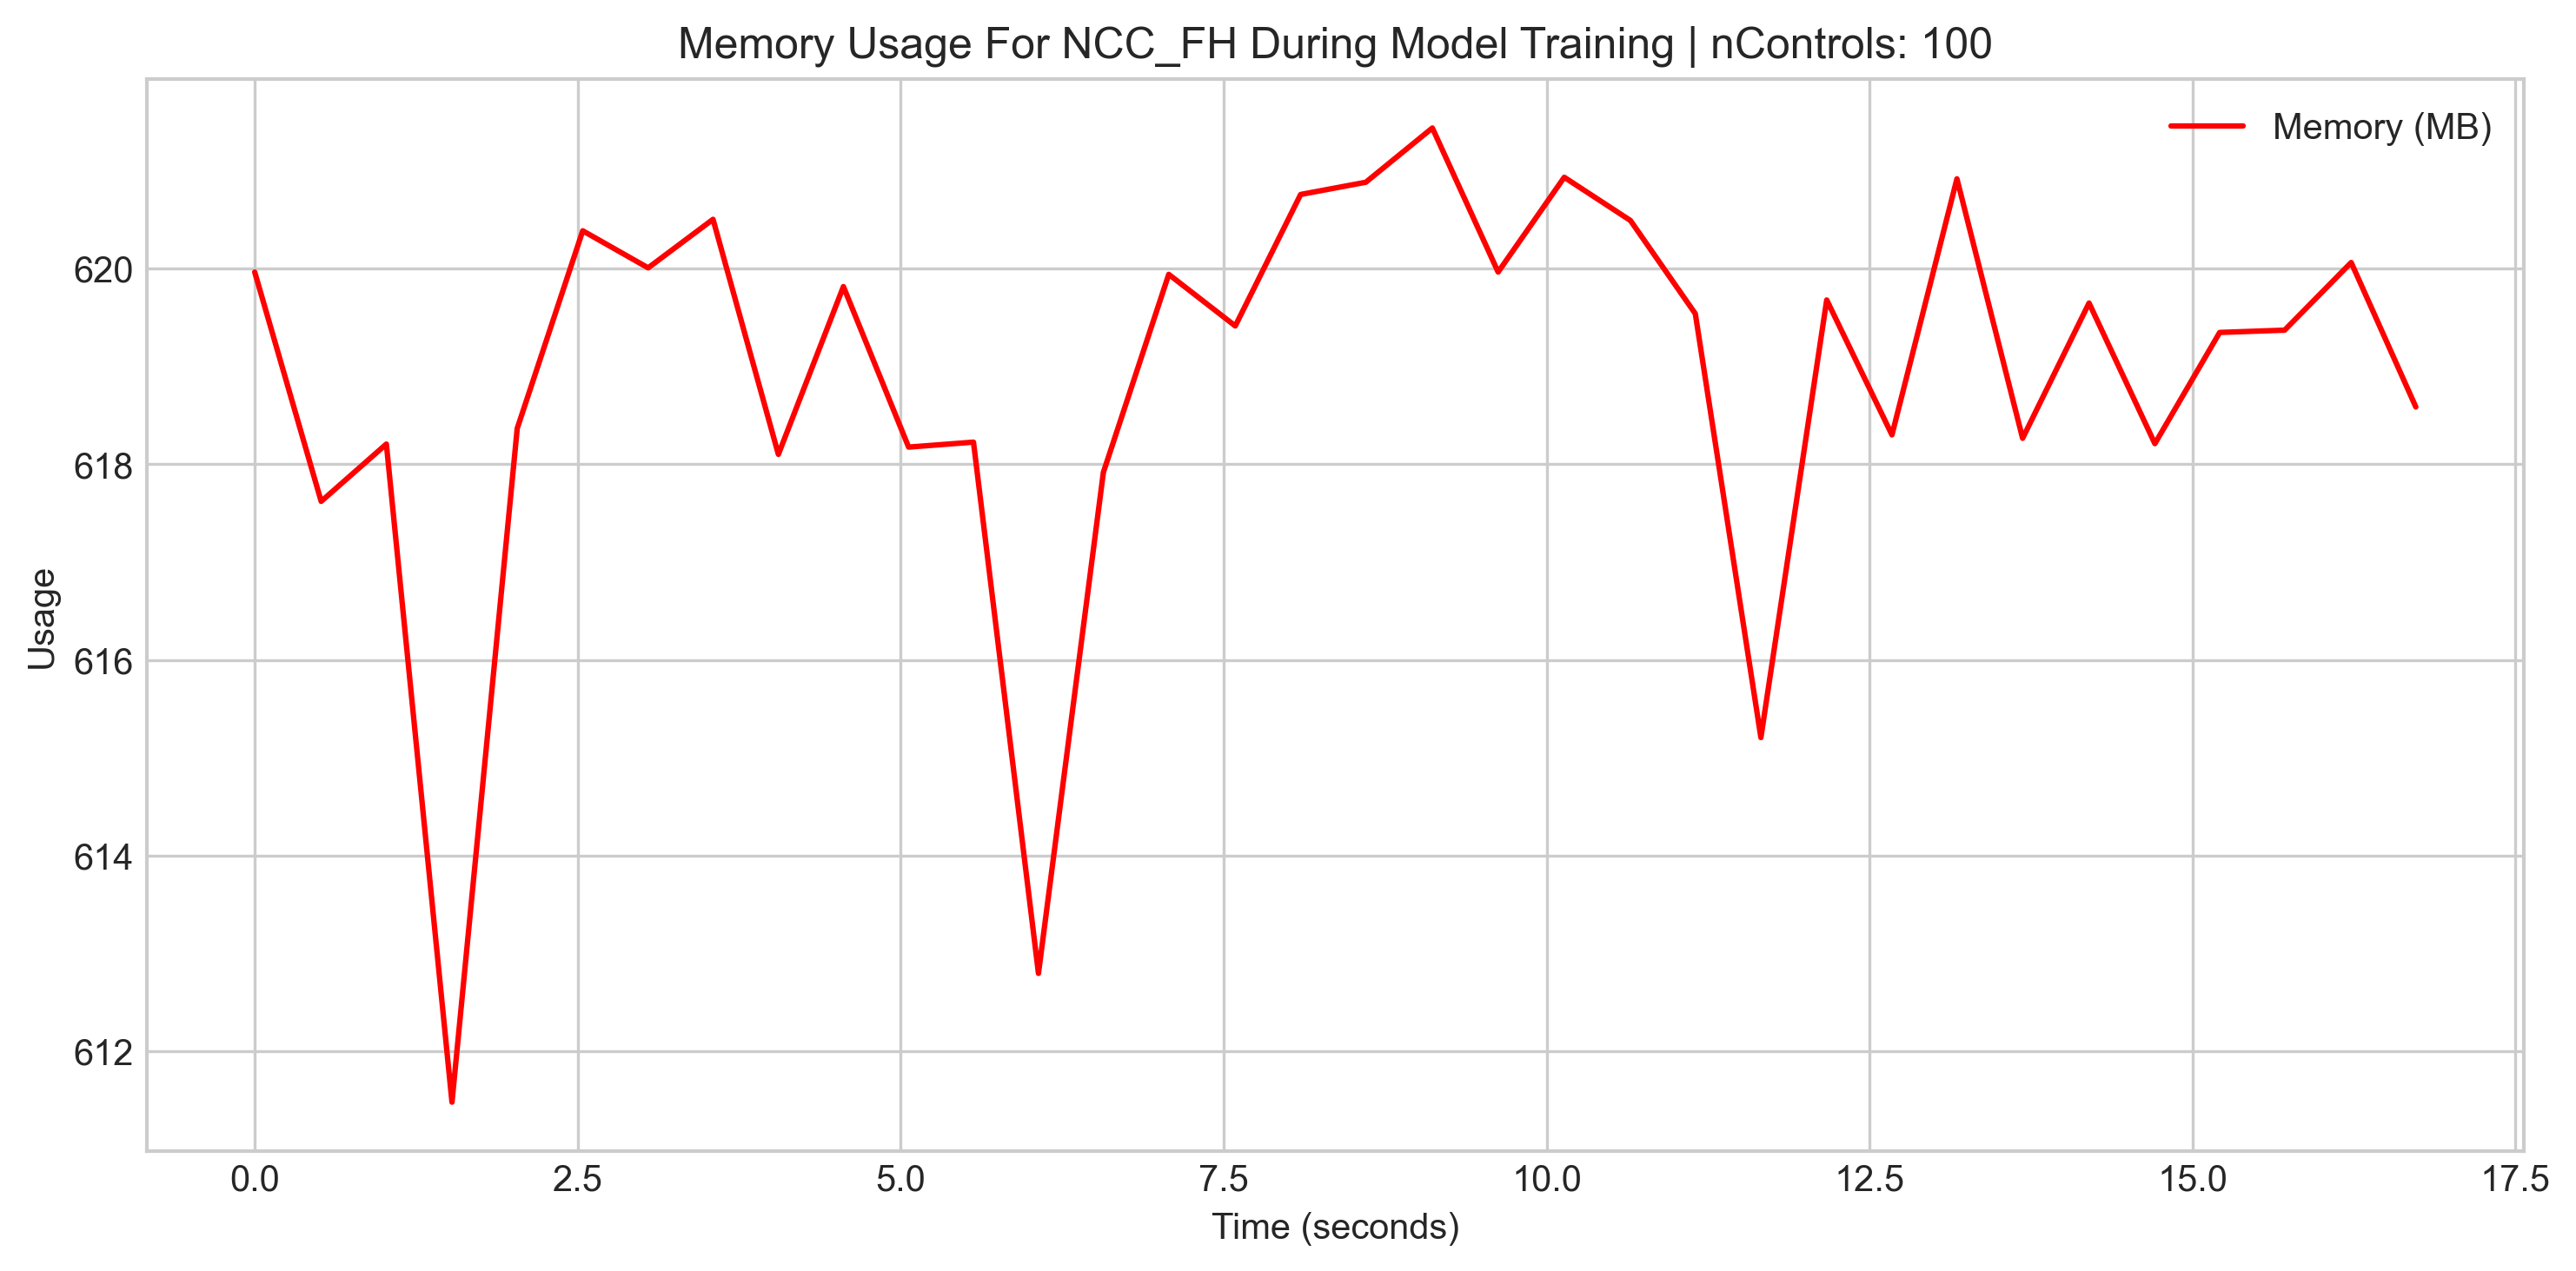 Memory Usage For NCC_FH During Model Training | nControls: 100
Memory (MB)
Usage
620
618
616
614
612
0.0 2.5 5.0 7.5 10.0 12.5 15.0 17.5
Time (seconds)